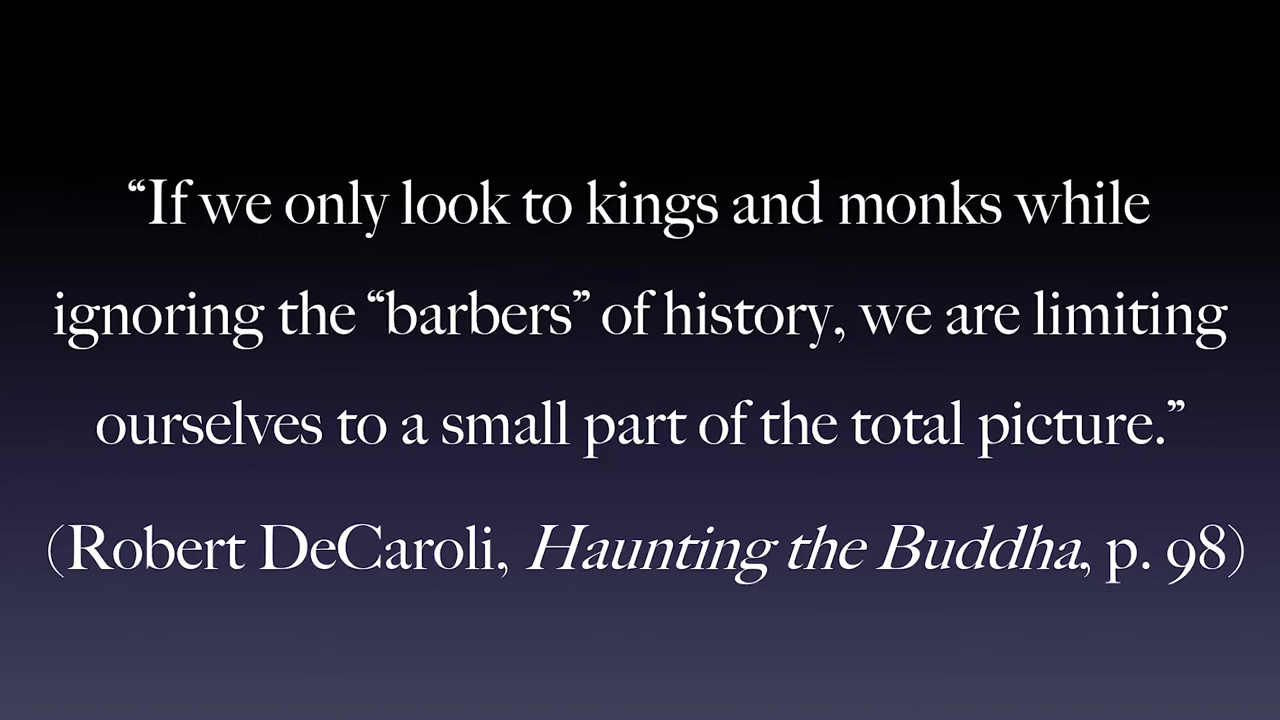 “If we only look to kings and monks while
ignoring the “barbers” of history, we are limiting
ourselves to a small part of the total picture.”
(Robert DeCaroli, Haunting the Buddha, p. 98)